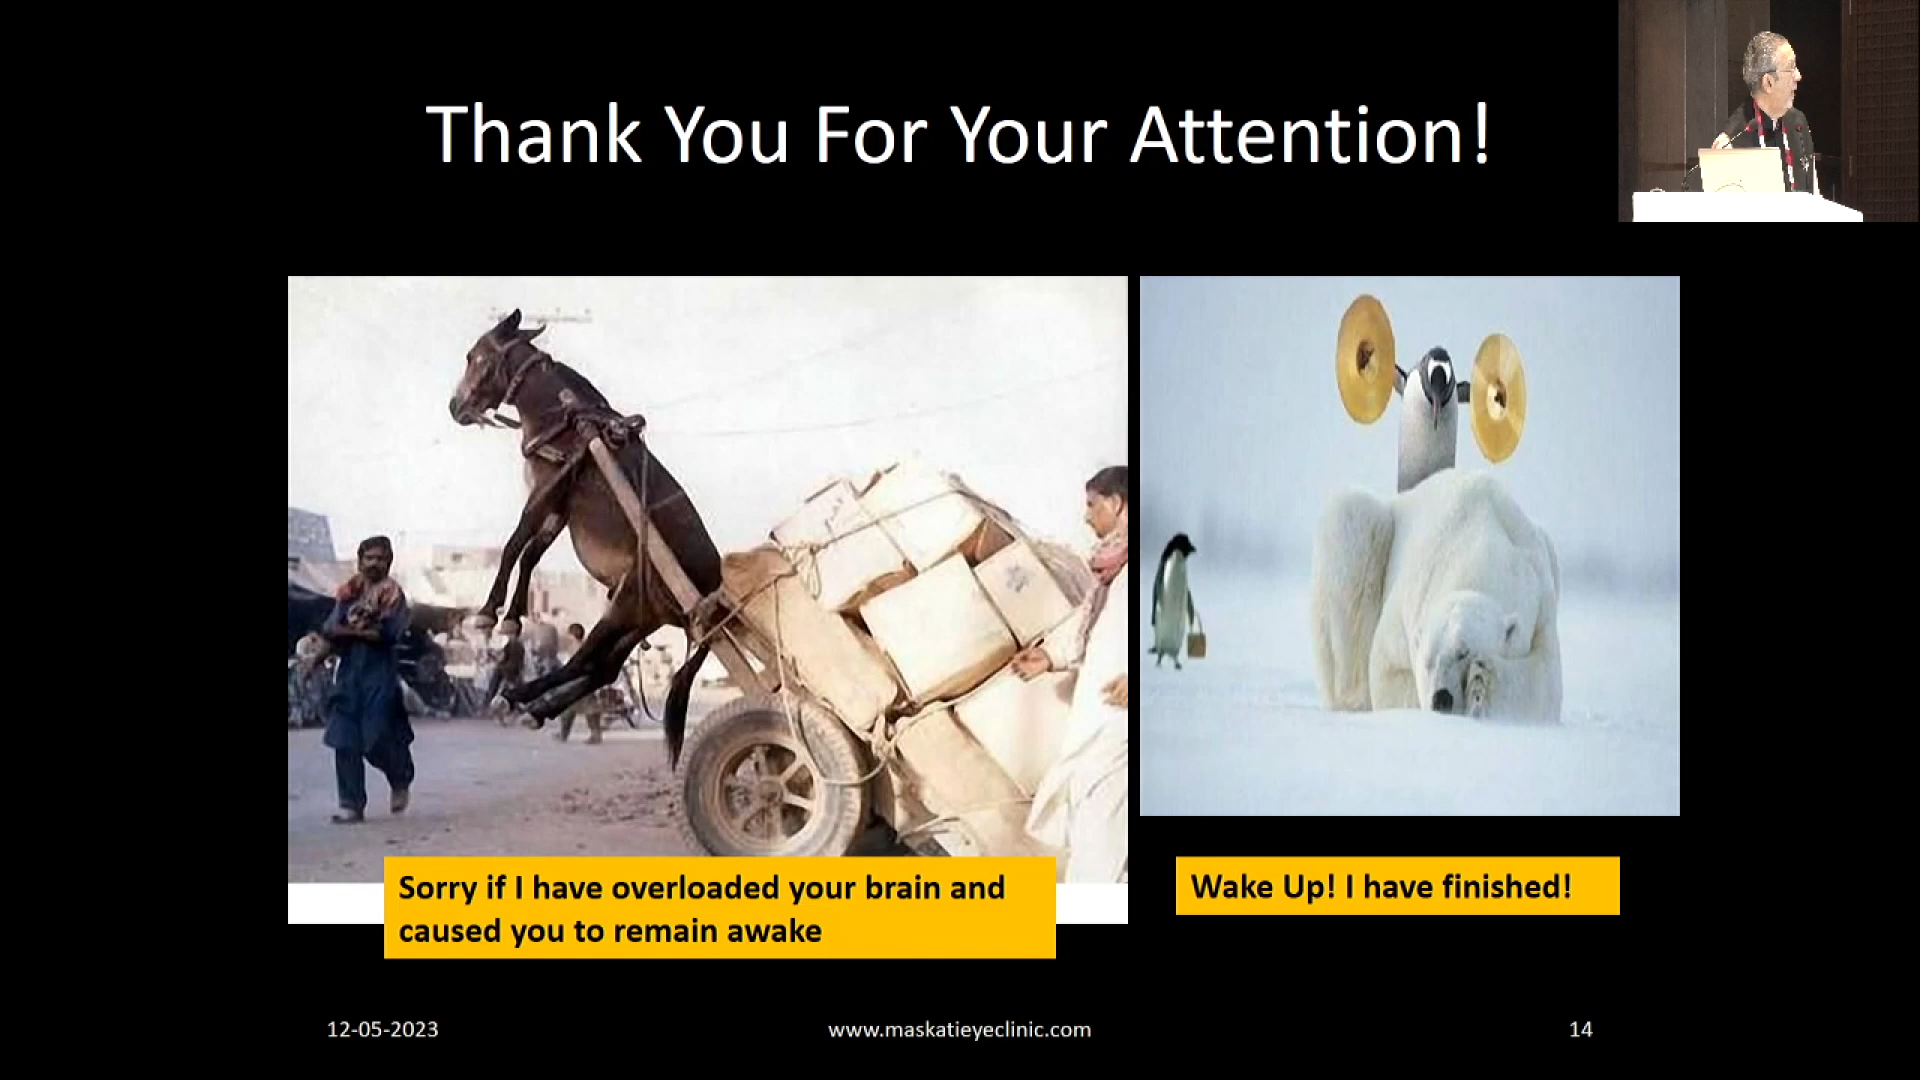 Thank You For Your Attention!
Sorry if I have overloaded your brain and
caused you to remain awake
Wake Up! I have finished!
12-05-2023
www.maskatieyeclinic.com
14